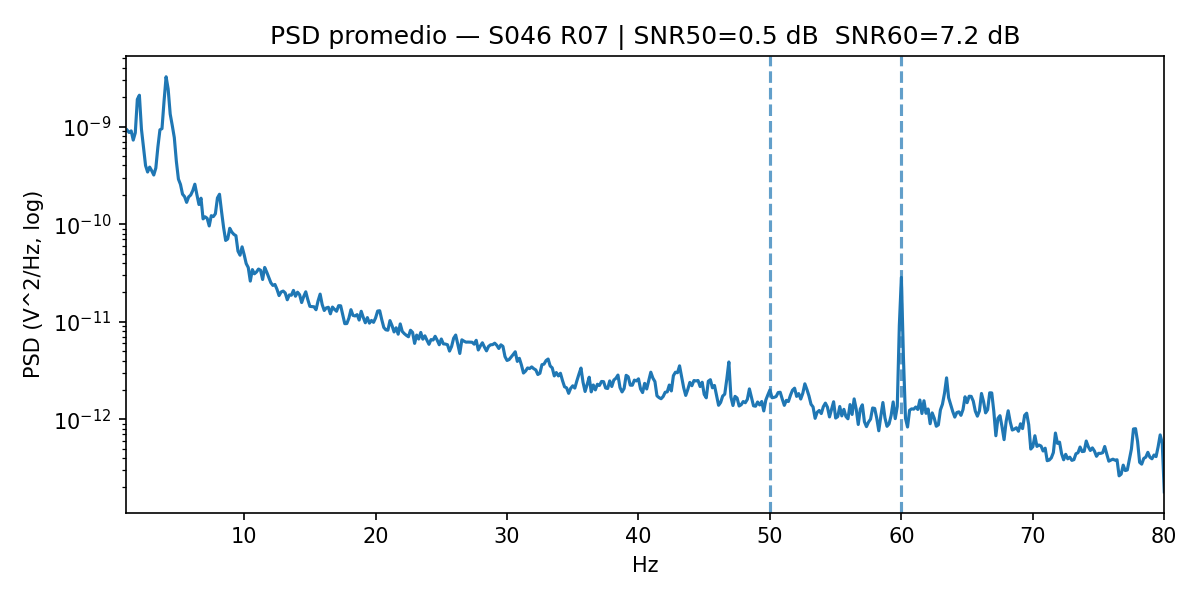 PSD promedio — S046 R07 | SNR50=0.5 dB  SNR60=7.2 dB
PSD (V^2/Hz, log)
10⁻⁹
10⁻¹⁰
10⁻¹¹
10⁻¹²
10 20 30 40 50 60 70 80
Hz